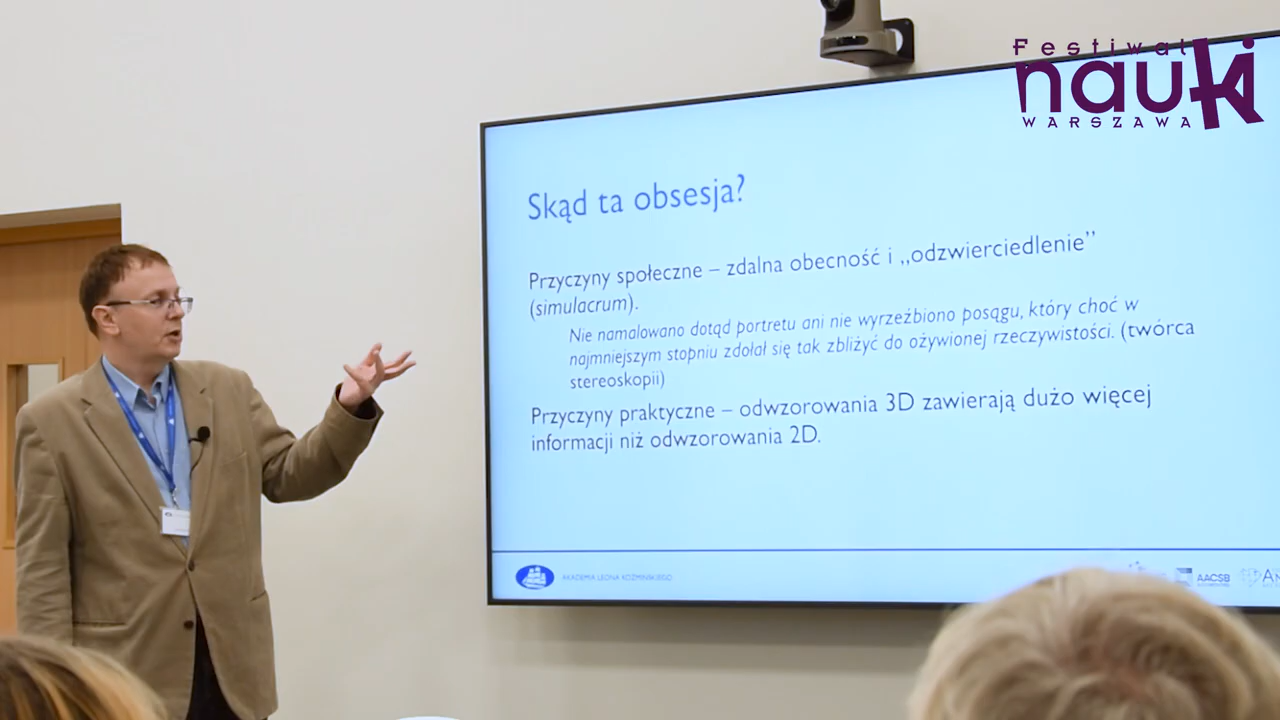 Festiwal
nauki
WARSZAWA
Skąd ta obsesja?
Przyczyny społeczne – zdalna obecność i „odzwierciedlenie”
(simulacrum).
Nie namalowano dotąd portretu ani nie wyrzeźbiono posągu, który choć w
najmniejszym stopniu zdołał się tak zbliżyć do ożywionej rzeczywistości. (twórca
stereoskopii)
Przyczyny praktyczne – odwzorowania 3D zawierają dużo więcej
informacji niż odwzorowania 2D.
AKADEMIA LEONA KOŹMIŃSKIEGO
AACSB